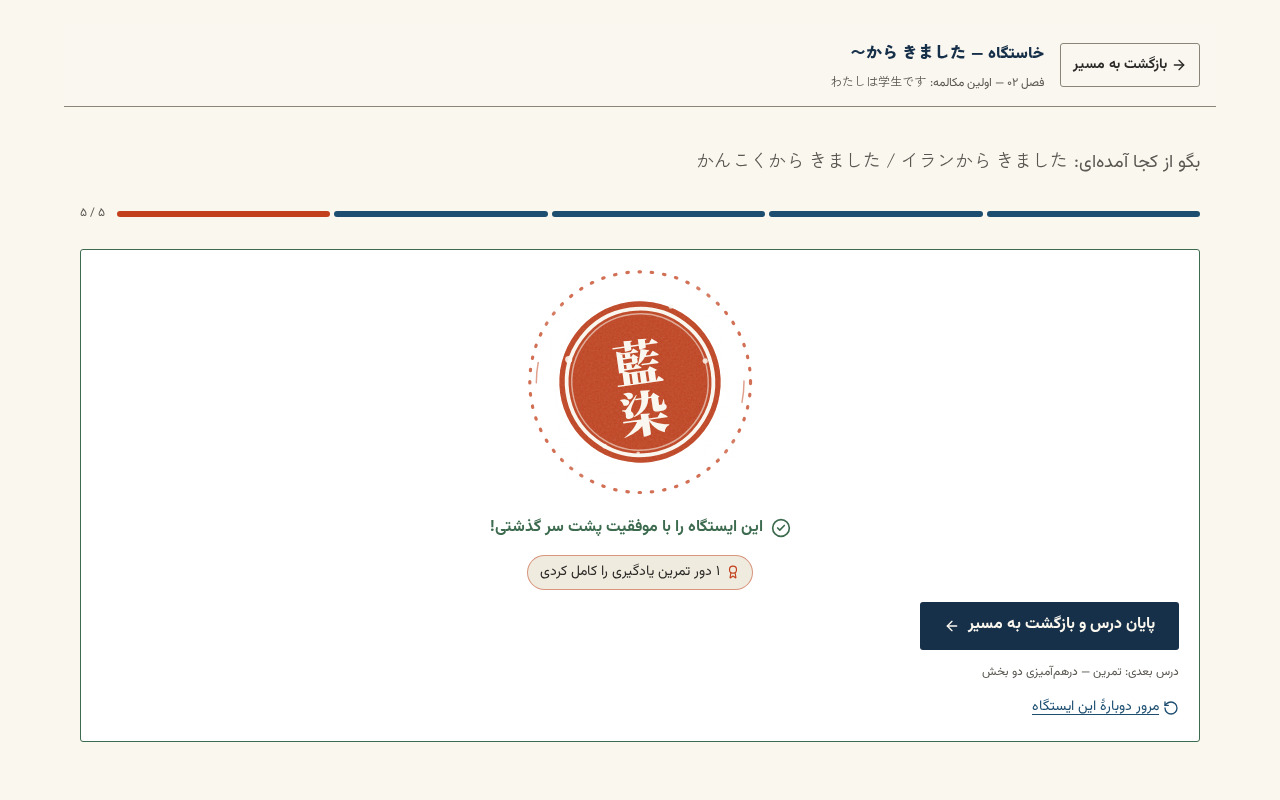 بازگشت به مسیر
خاستگاه — 〜から きました
فصل ۰۲ — اولین مکالمه: わたしは学生です
بگو از کجا آمده‌ای: かんこくから きました / イランから きました
۵ / ۵
藍染
این ایستگاه را با موفقیت پشت سر گذشتی!
۱ دور تمرین یادگیری را کامل کردی
پایان درس و بازگشت به مسیر
درس بعدی: تمرین — درهم‌آمیزی دو بخش
مرور دوبارهٔ این ایستگاه